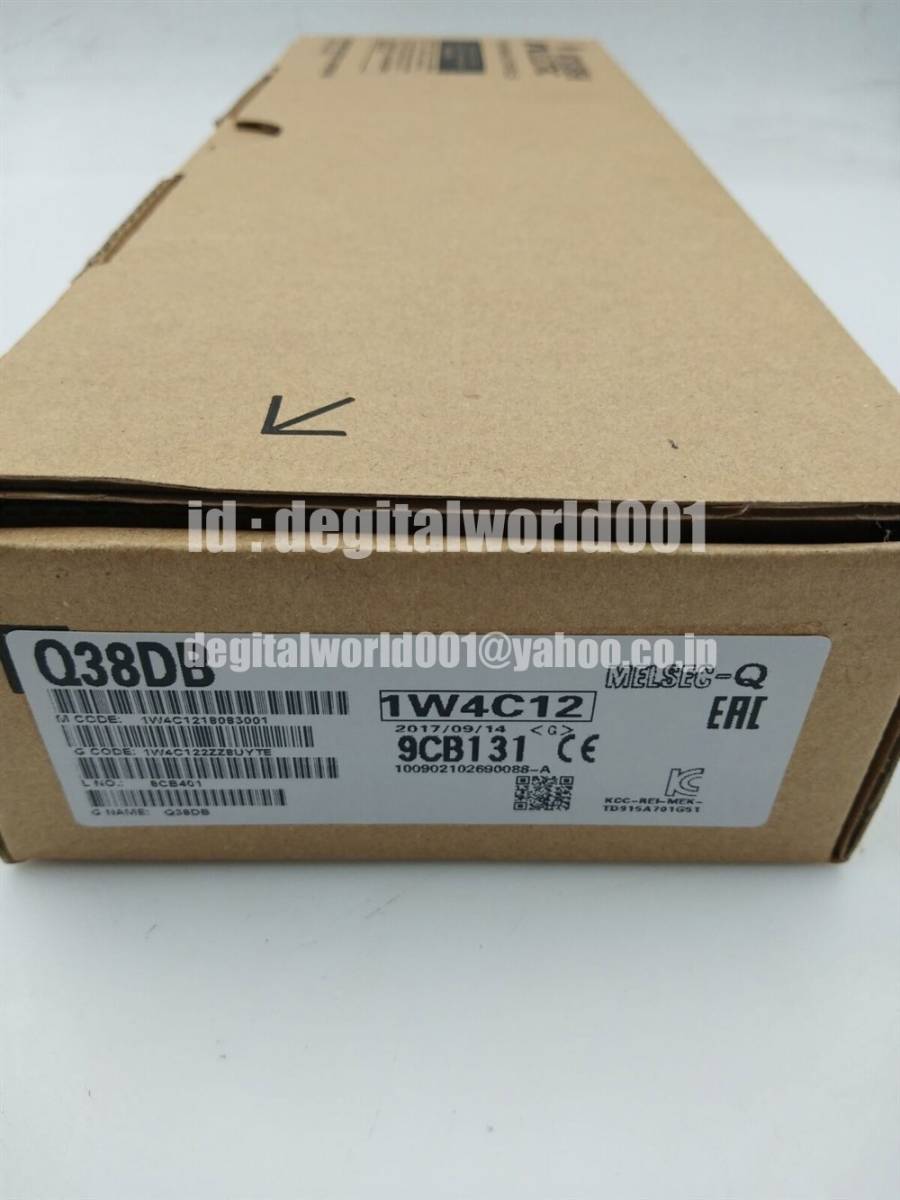 id : degitalworld001
degitalworld001@yahoo.co.jp
Q38DB
MELSEC-Q
M CODE: 1W4C1218083001
1W4C12
EAC
2017/09/14 <G>
G CODE: 1W4C122ZZBUYTE
9CB131 CE
100902102690088-A
L NO.: 8CB401
G NAME: Q38DB
KCC-REI-MEK-
TD915A701G51